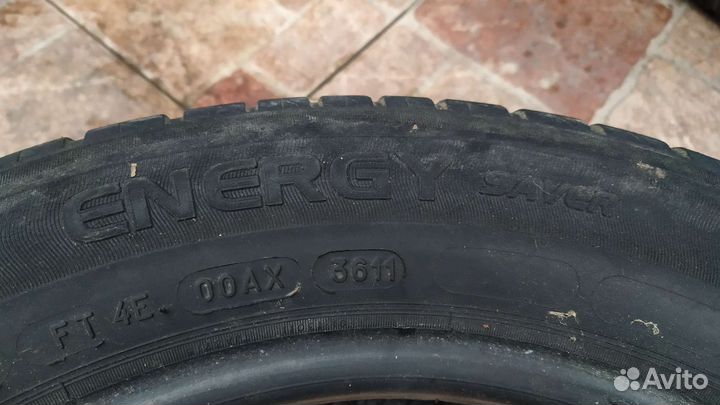 ENERGY SAVER
FT 4E 00AX 3611
Avito